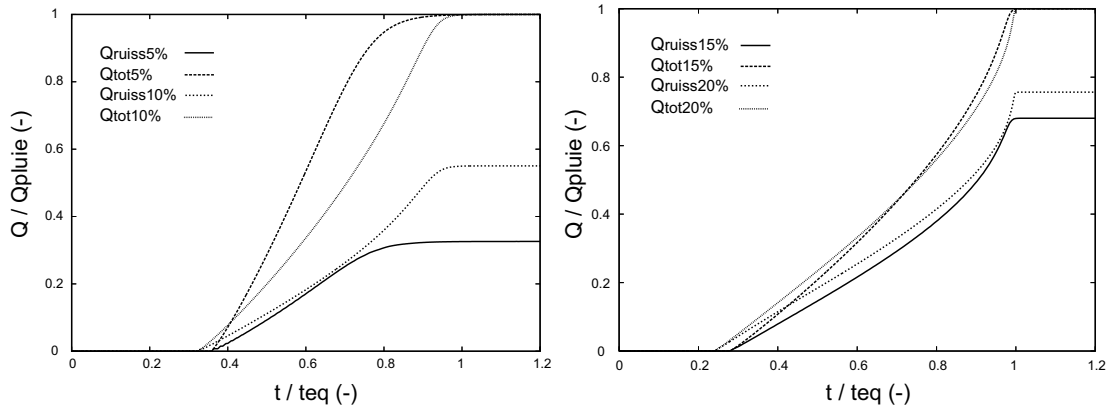 1
0.8
0.6
0.4
0.2
0
Q / Qpluie (-)
Qruiss5%
Qtot5%
Qruiss10%
Qtot10%
0 0.2 0.4 0.6 0.8 1 1.2
t / teq (-)
1
0.8
0.6
0.4
0.2
0
Q / Qpluie (-)
Qruiss15%
Qtot15%
Qruiss20%
Qtot20%
0 0.2 0.4 0.6 0.8 1 1.2
t / teq (-)